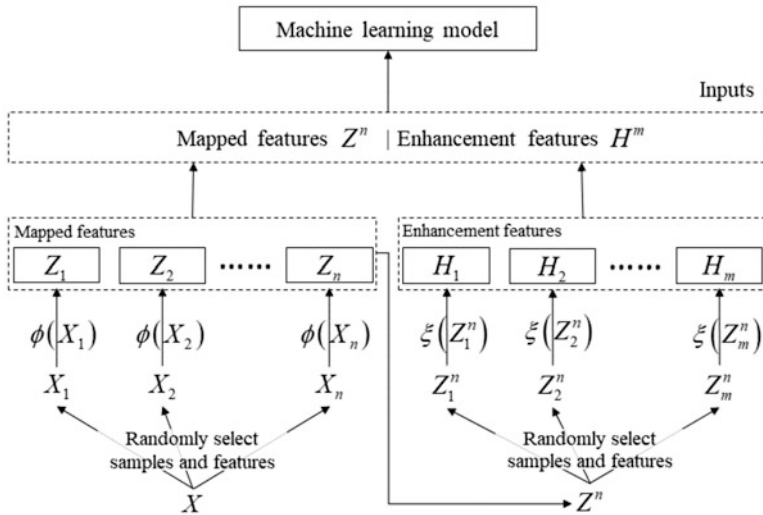 Machine learning model
Inputs
Mapped features Z^n | Enhancement features H^m
Mapped features
Z_1 Z_2 ...... Z_n
Enhancement features
H_1 H_2 ...... H_m
ϕ(X_1) ϕ(X_2) ϕ(X_n)
ξ(Z_1^n) ξ(Z_2^n) ξ(Z_m^n)
X_1 X_2 X_n
Z_1^n Z_2^n Z_m^n
Randomly select
samples and features
Randomly select
samples and features
X
Z^n